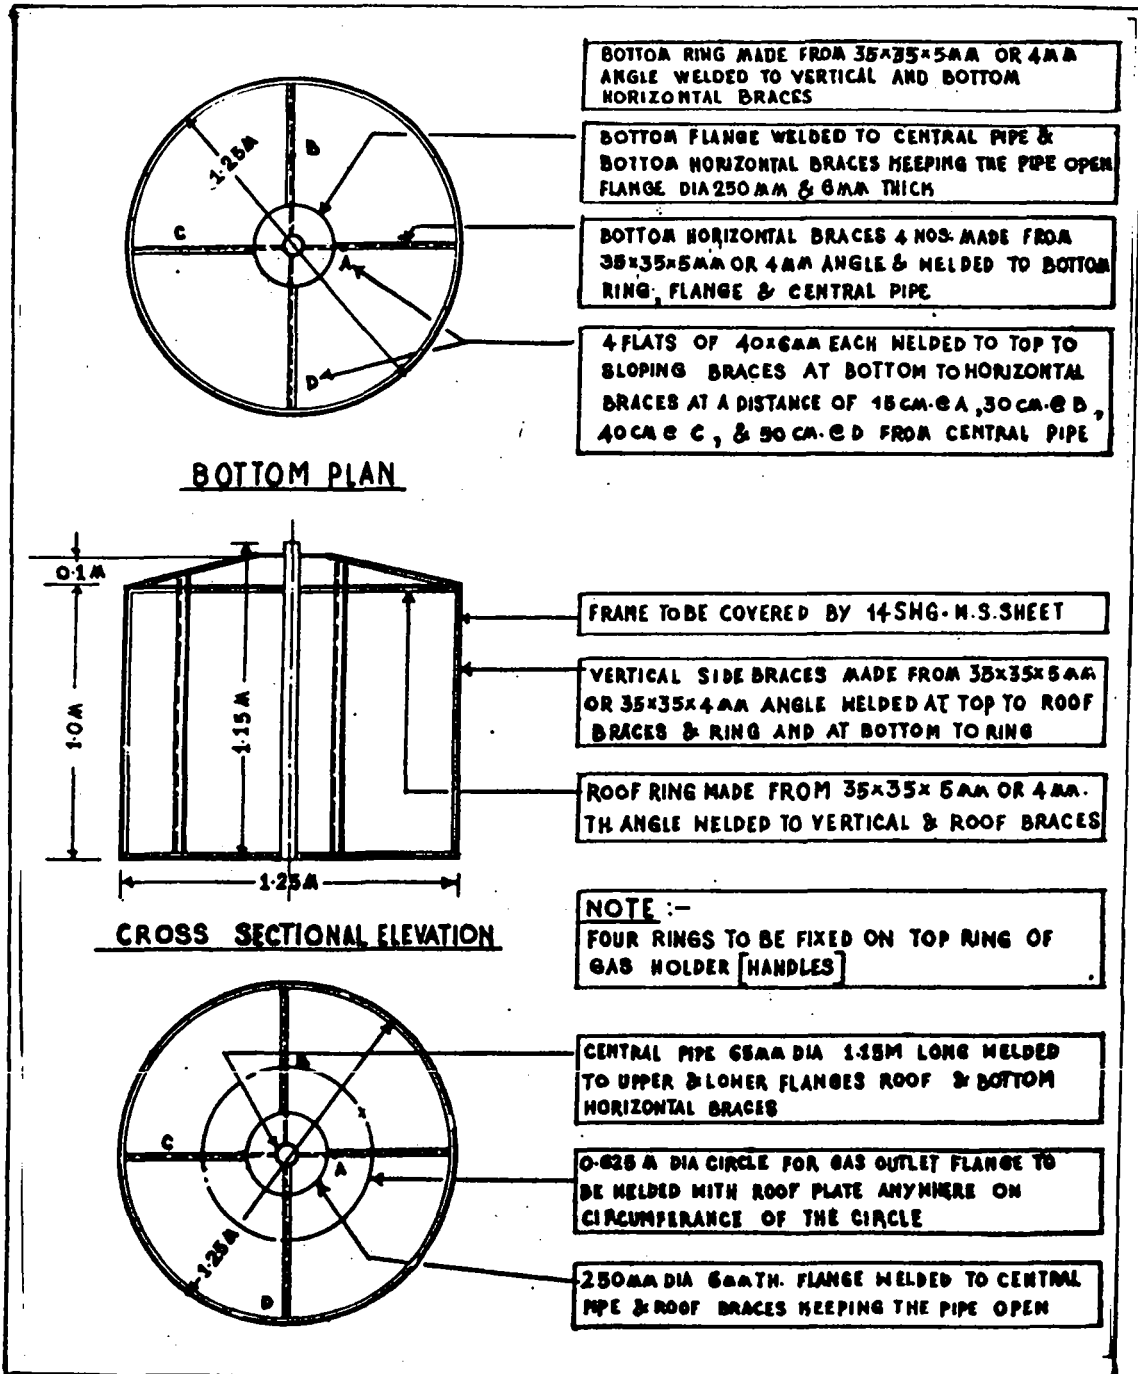 BOTTOM RING MADE FROM 35×35×5MM OR 4MM
ANGLE WELDED TO VERTICAL AND BOTTOM
HORIZONTAL BRACES
BOTTOM FLANGE WELDED TO CENTRAL PIPE &
BOTTOM HORIZONTAL BRACES KEEPING THE PIPE OPEN
FLANGE DIA 250 MM & 6MM THICK
BOTTOM HORIZONTAL BRACES 4 NOS. MADE FROM
35×35×5MM OR 4MM ANGLE & WELDED TO BOTTOM
RING, FLANGE & CENTRAL PIPE
4 FLATS OF 40×6MM EACH WELDED TO TOP TO
SLOPING BRACES AT BOTTOM TO HORIZONTAL
BRACES AT A DISTANCE OF 15 CM.@ A, 30 CM.@ B,
40 CM @ C, & 50 CM.@ D FROM CENTRAL PIPE
1.25M
B
C
A
D
BOTTOM PLAN
0.1M
1.0M
1.15M
1.25M
FRAME TO BE COVERED BY 14 SWG. M.S. SHEET
VERTICAL SIDE BRACES MADE FROM 35×35×5MM
OR 35×35×4MM ANGLE WELDED AT TOP TO ROOF
BRACES & RING AND AT BOTTOM TO RING
ROOF RING MADE FROM 35×35×5MM OR 4MM.
TH ANGLE WELDED TO VERTICAL & ROOF BRACES
CROSS SECTIONAL ELEVATION
NOTE :-
FOUR RINGS TO BE FIXED ON TOP RING OF
GAS HOLDER [HANDLES]
B
C
A
D
1.25M
CENTRAL PIPE 65MM DIA 1.15M LONG WELDED
TO UPPER & LOWER FLANGES ROOF & BOTTOM
HORIZONTAL BRACES
0.625 M DIA CIRCLE FOR GAS OUTLET FLANGE TO
BE WELDED WITH ROOF PLATE ANYWHERE ON
CIRCUMFERANCE OF THE CIRCLE
250MM DIA 6MM TH. FLANGE WELDED TO CENTRAL
PIPE & ROOF BRACES KEEPING THE PIPE OPEN